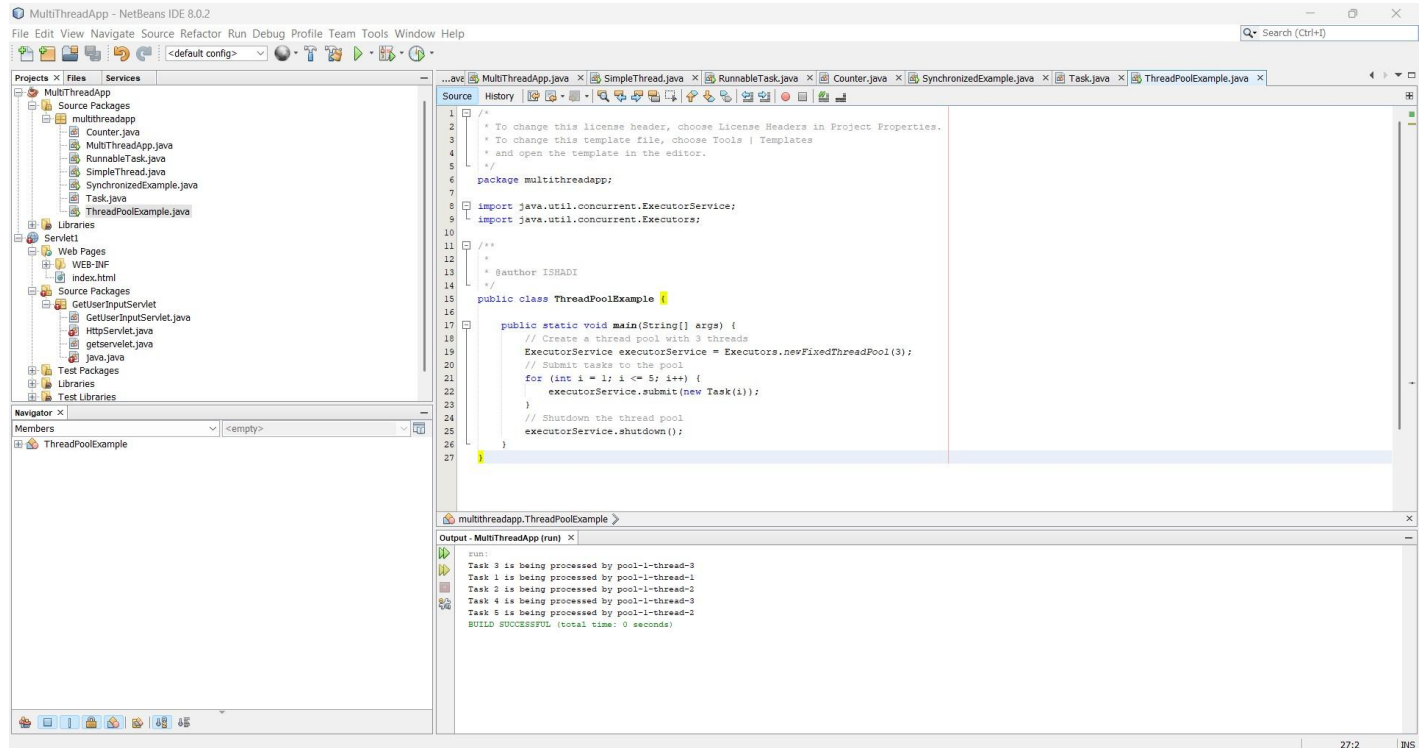 MultiThreadApp - NetBeans IDE 8.0.2
File Edit View Navigate Source Refactor Run Debug Profile Team Tools Window Help
Search (Ctrl+I)
<default config>
Projects Files Services
MultiThreadApp
Source Packages
multithreadapp
Counter.java
MultiThreadApp.java
RunnableTask.java
SimpleThread.java
SynchronizedExample.java
Task.java
ThreadPoolExample.java
Libraries
Servlet1
Web Pages
WEB-INF
index.html
Source Packages
GetUserInputServlet
GetUserInputServlet.java
HttpServlet.java
getservelet.java
java.java
Test Packages
Libraries
Test Libraries
Navigator
Members <empty>
ThreadPoolExample
...ava MultiThreadApp.java SimpleThread.java RunnableTask.java Counter.java SynchronizedExample.java Task.java ThreadPoolExample.java
Source History
1 /*
2 * To change this license header, choose License Headers in Project Properties.
3 * To change this template file, choose Tools | Templates
4 * and open the template in the editor.
5 */
6 package multithreadapp;
7
8 import java.util.concurrent.ExecutorService;
9 import java.util.concurrent.Executors;
10
11 /**
12 *
13 * @author ISHADI
14 */
15 public class ThreadPoolExample {
16
17 public static void main(String[] args) {
18 // Create a thread pool with 3 threads
19 ExecutorService executorService = Executors.newFixedThreadPool(3);
20 // Submit tasks to the pool
21 for (int i = 1; i <= 5; i++) {
22 executorService.submit(new Task(i));
23 }
24 // Shutdown the thread pool
25 executorService.shutdown();
26 }
27 }
multithreadapp.ThreadPoolExample
Output - MultiThreadApp (run)
run:
Task 3 is being processed by pool-1-thread-3
Task 1 is being processed by pool-1-thread-1
Task 2 is being processed by pool-1-thread-2
Task 4 is being processed by pool-1-thread-3
Task 5 is being processed by pool-1-thread-2
BUILD SUCCESSFUL (total time: 0 seconds)
27:2 INS